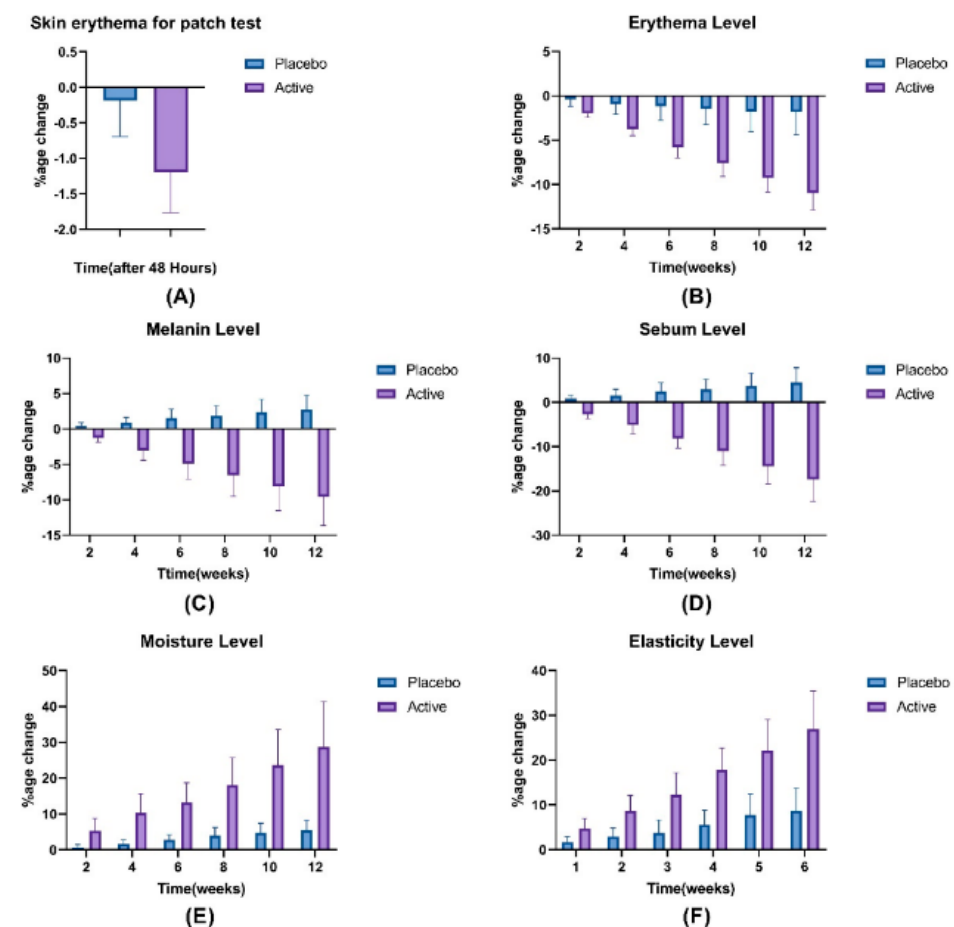 Skin erythema for patch test
%age change
0.5
0.0
-0.5
-1.0
-1.5
-2.0
Placebo
Active
Time(after 48 Hours)
(A)
Erythema Level
%age change
5
0
-5
-10
-15
Placebo
Active
2 4 6 8 10 12
Time(weeks)
(B)
Melanin Level
%age change
10
5
0
-5
-10
-15
Placebo
Active
2 4 6 8 10 12
Ttime(weeks)
(C)
Sebum Level
%age change
10
0
-10
-20
-30
Placebo
Active
2 4 6 8 10 12
Time(weeks)
(D)
Moisture Level
%age change
50
40
30
20
10
0
Placebo
Active
2 4 6 8 10 12
Time(weeks)
(E)
Elasticity Level
%age change
40
30
20
10
0
Placebo
Active
1 2 3 4 5 6
Time(weeks)
(F)